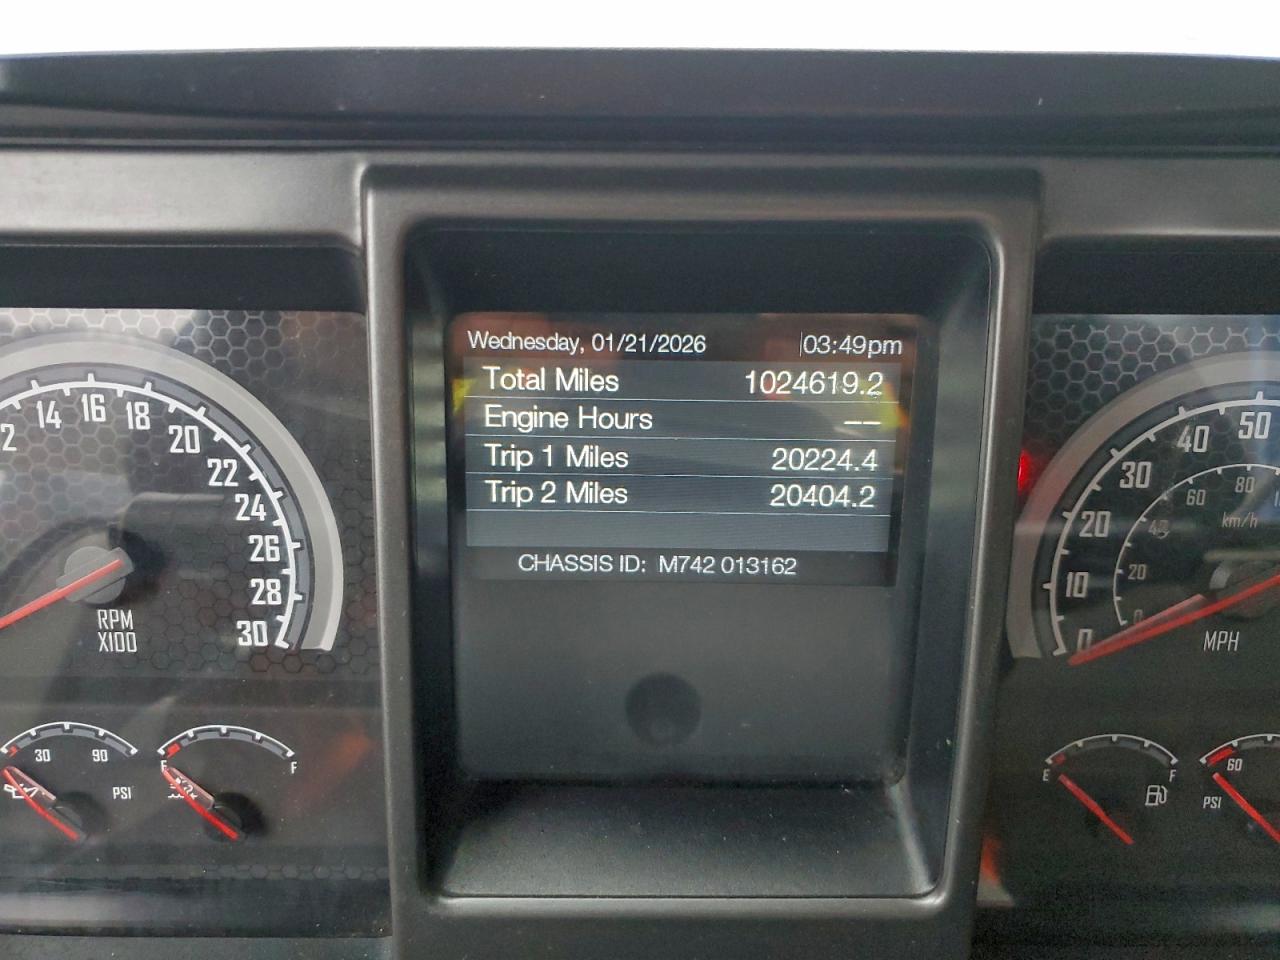 Wednesday, 01/21/2026 03:49pm
Total Miles 1024619.2
Engine Hours --
Trip 1 Miles 20224.4
Trip 2 Miles 20404.2
CHASSIS ID: M742 013162
14 16 18 20 22 24 26 28 30
RPM
X100
0 10 20 30 40 50
0 20 40 60 80
km/h
MPH
30 90
PSI
E F
E F
60
PSI